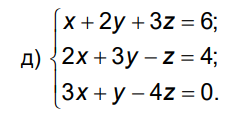 x + 2y + 3z = 6;
д) 2x + 3y − z = 4;
3x + y − 4z = 0.